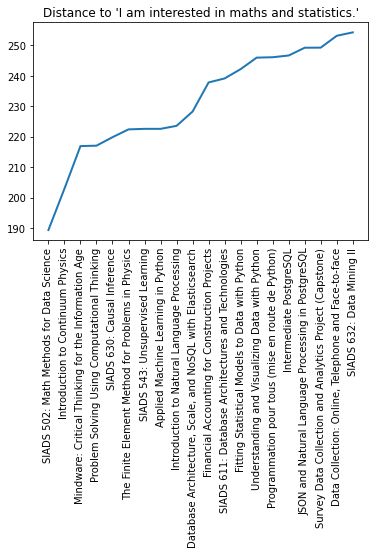 Distance to 'I am interested in maths and statistics.'
250
240
230
220
210
200
190
SIADS 502: Math Methods for Data Science
Introduction to Continuum Physics
Mindware: Critical Thinking for the Information Age
Problem Solving Using Computational Thinking
SIADS 630: Causal Inference
The Finite Element Method for Problems in Physics
SIADS 543: Unsupervised Learning
Applied Machine Learning in Python
Introduction to Natural Language Processing
Database Architecture, Scale, and NoSQL with Elasticsearch
Financial Accounting for Construction Projects
SIADS 611: Database Architectures and Technologies
Fitting Statistical Models to Data with Python
Understanding and Visualizing Data with Python
Programmation pour tous (mise en route de Python)
Intermediate PostgreSQL
JSON and Natural Language Processing in PostgreSQL
Survey Data Collection and Analytics Project (Capstone)
Data Collection: Online, Telephone and Face-to-face
SIADS 632: Data Mining II